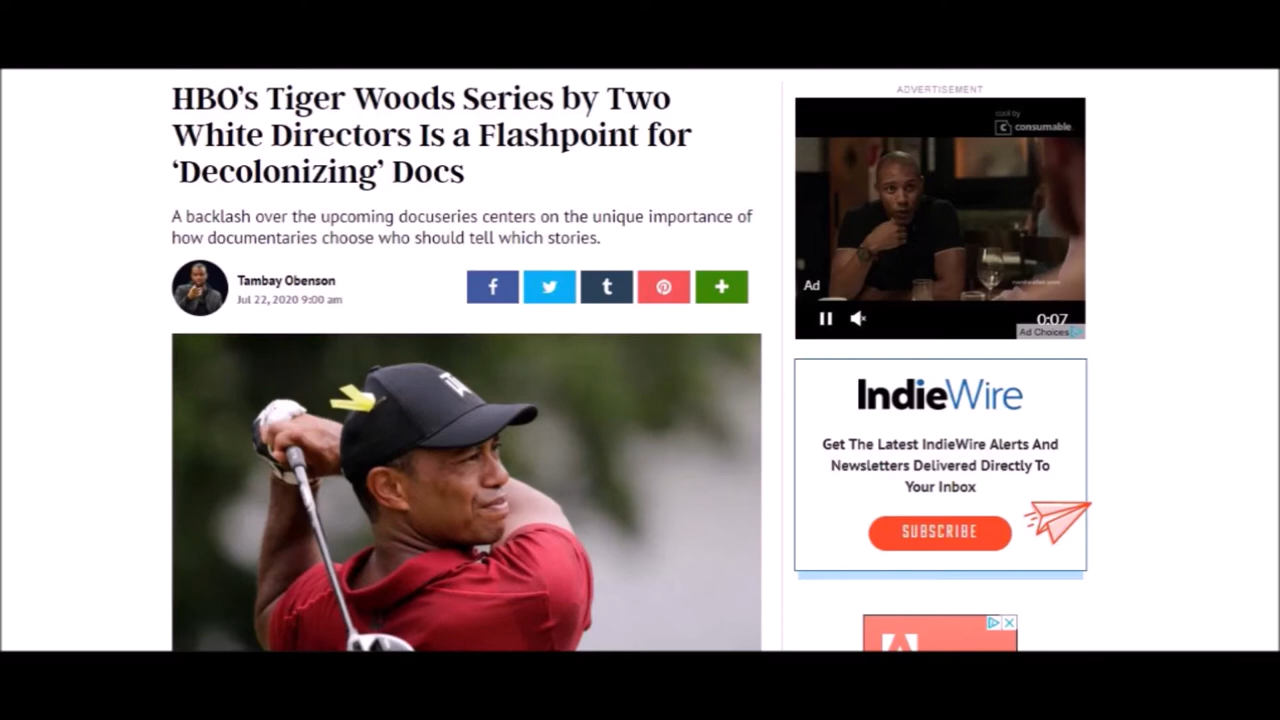 HBO's Tiger Woods Series by Two
White Directors Is a Flashpoint for
'Decolonizing' Docs
A backlash over the upcoming docuseries centers on the unique importance of
how documentaries choose who should tell which stories.
Tambay Obenson
Jul 22, 2020 9:00 am
ADVERTISEMENT
consumable
Ad
0:07
Ad Choices
IndieWire
Get The Latest IndieWire Alerts And
Newsletters Delivered Directly To
Your Inbox
SUBSCRIBE